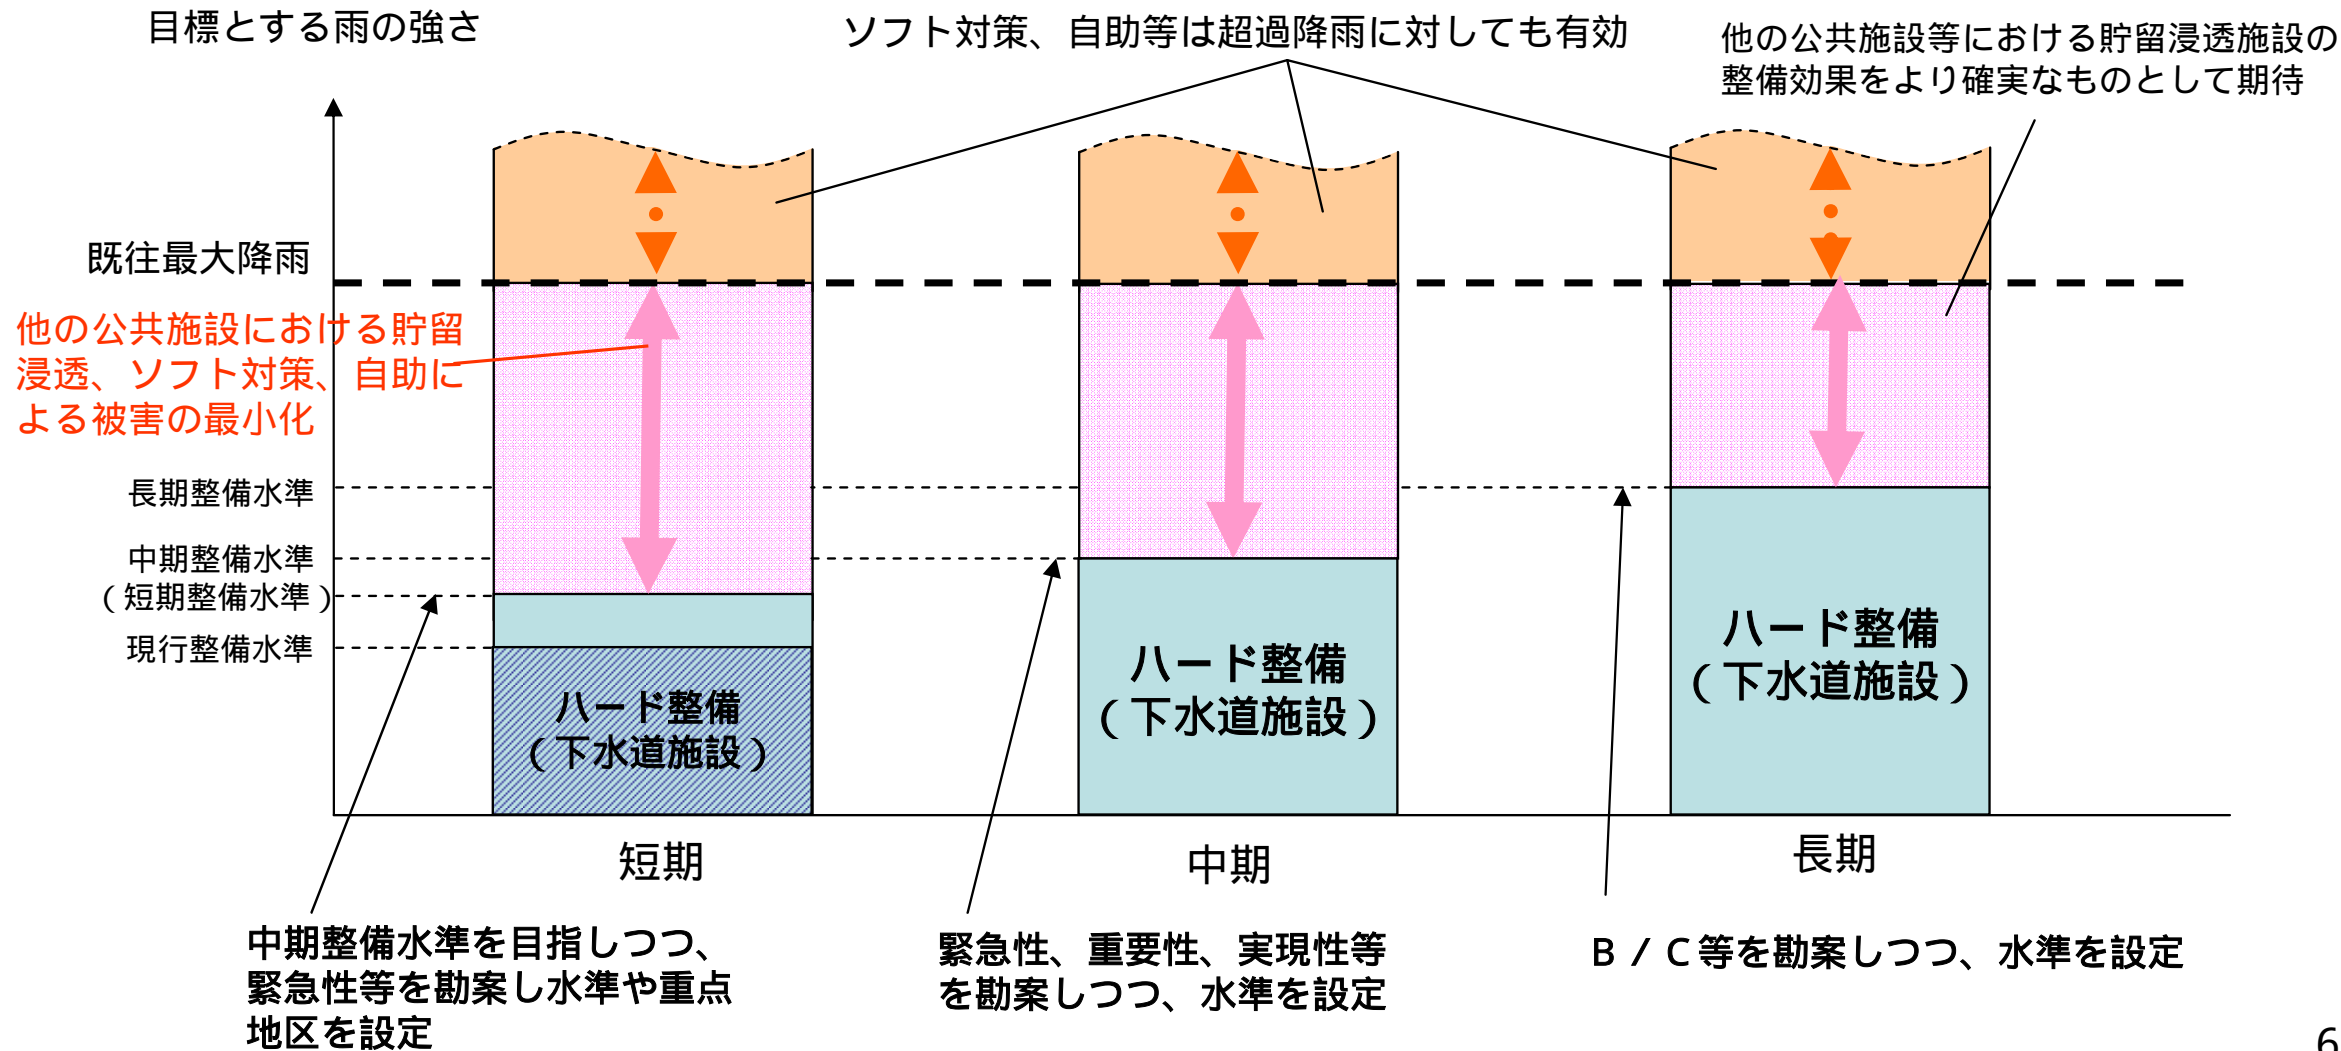 目標とする雨の強さ
ソフト対策、自助等は超過降雨に対しても有効
他の公共施設等における貯留浸透施設の
整備効果をより確実なものとして期待
既往最大降雨
他の公共施設における貯留
浸透、ソフト対策、自助に
よる被害の最小化
長期整備水準
中期整備水準
（短期整備水準）
現行整備水準
ハード整備
（下水道施設）
ハード整備
（下水道施設）
ハード整備
（下水道施設）
短期
中期
長期
中期整備水準を目指しつつ、
緊急性等を勘案し水準や重点
地区を設定
緊急性、重要性、実現性等
を勘案しつつ、水準を設定
Ｂ／Ｃ等を勘案しつつ、水準を設定
6